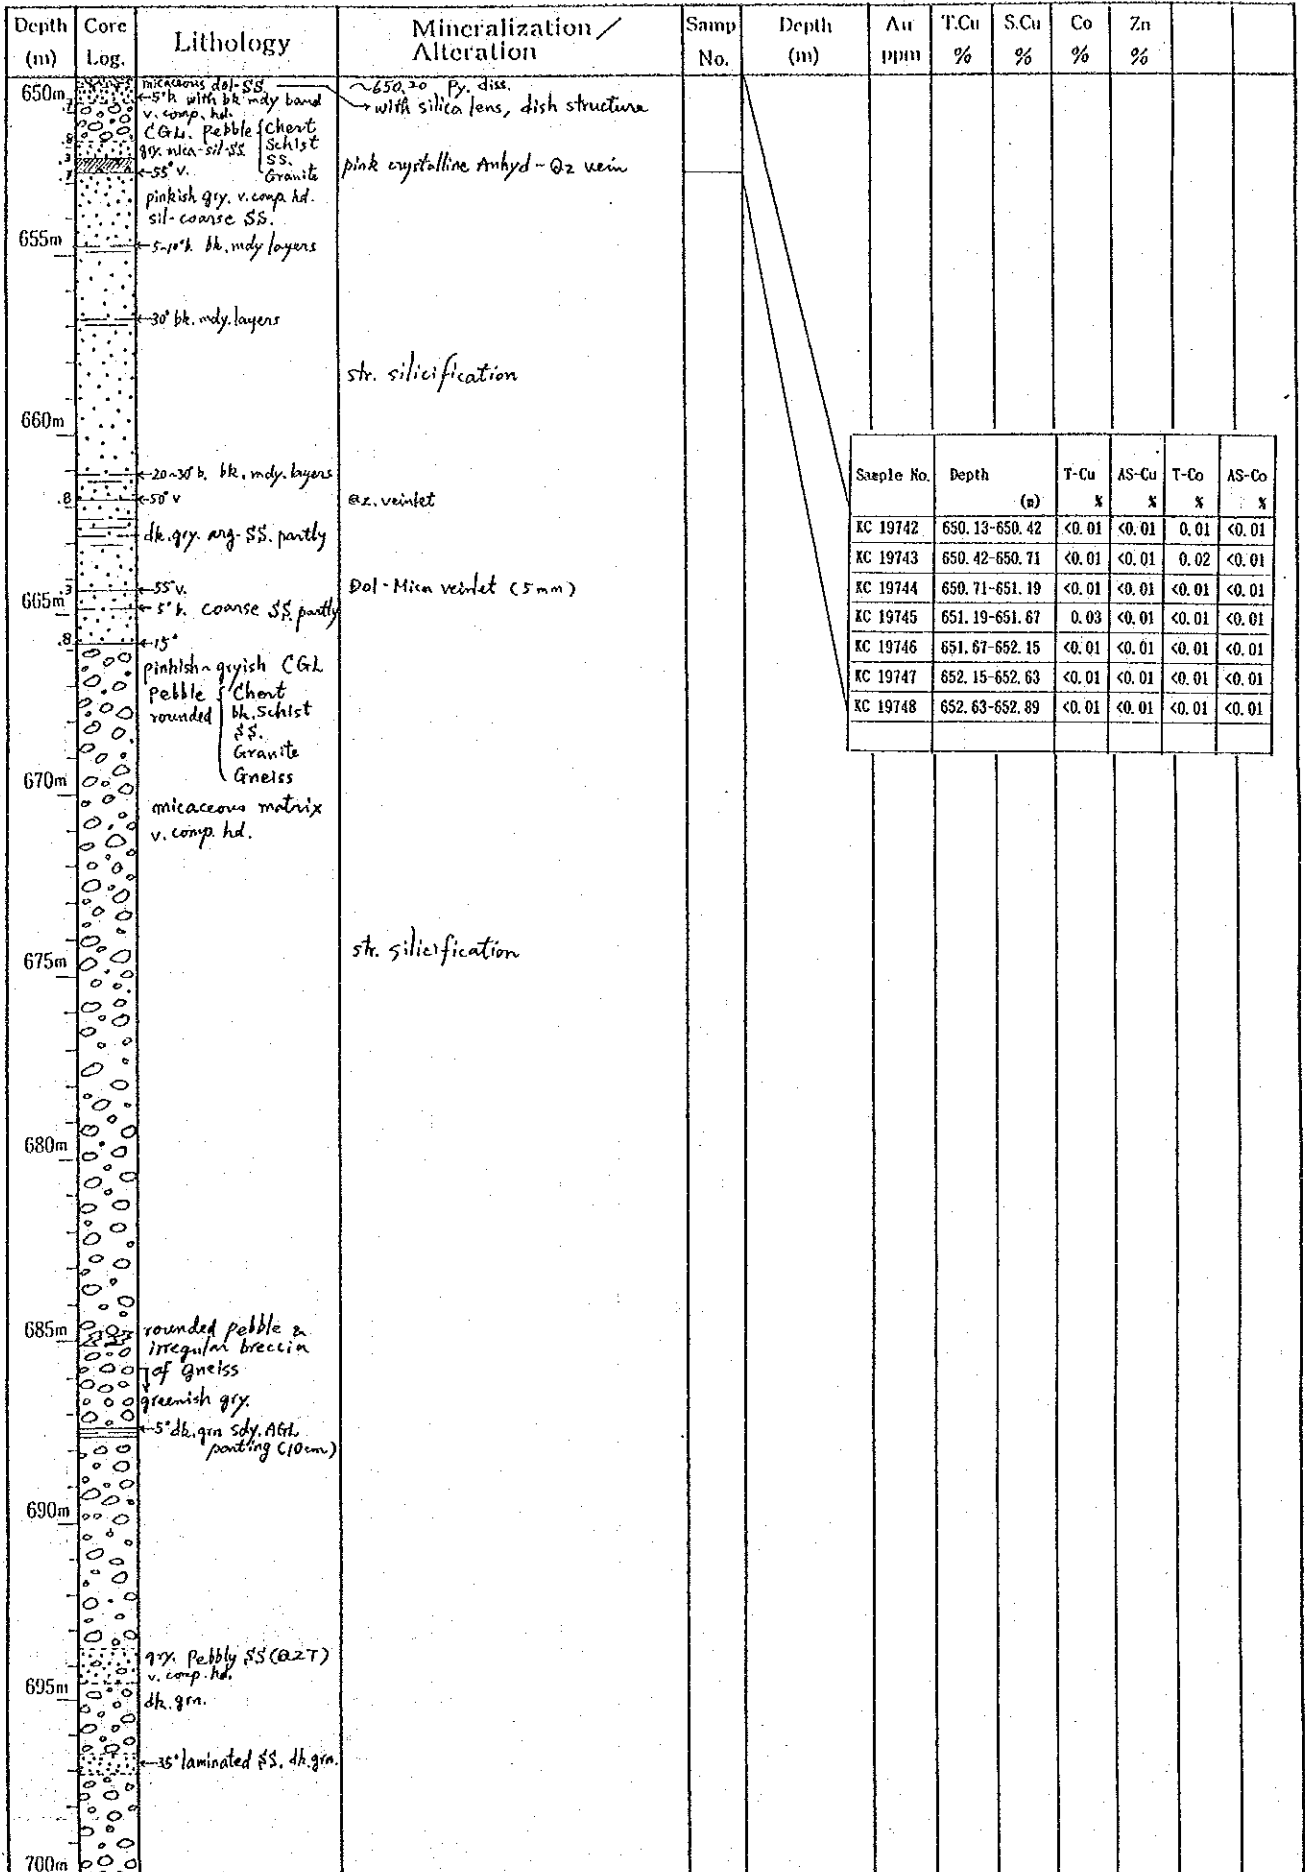 Depth Core Lithology Mineralization / Samp Depth Au T.Cu S.Cu Co Zn
(m) Log. Alteration No. (m) ppm % % % %
650m micaceous dol-SS. ~650.20 Py. diss.
←5°b with bk mdy band → with silica lens, dish structure
v. comp. hd.
CGL. Pebble { Chert
gry. mica-sil-SS Schist
SS.
←55° v. Granite pink crystalline Anhyd-Qz vein
pinkish gry. v. comp. hd.
sil-coarse SS.
655m ←5~10°b. bk. mdy layers
←30° bk. mdy. layers
str. silicification
660m
←20~30°b. bk. mdy. layers
.8 ←50° v Qz. veinlet
dk. gry. arg-SS. partly
.3 ←55° v. Dol-Mica veinlet (5mm)
665m ←5°b. coarse SS. partly
.8 ←15°
pinkish~gryish CGL
Pebble { Chert
rounded bk. Schist
SS.
Granite
Gneiss
670m
micaceous matrix
v. comp. hd.
str. silicification
675m
680m
685m rounded pebble &
irregular breccia
of gneiss
greenish gry.
←5° dk. grn sdy. AGL
parting (10cm)
690m
gry. Pebbly SS (QZT)
v. comp. hd.
695m dk. grn.
←35° laminated SS. dk. grn.
700m
Sample No. Depth T-Cu AS-Cu T-Co AS-Co
(m) % % % %
KC 19742 650.13-650.42 <0.01 <0.01 0.01 <0.01
KC 19743 650.42-650.71 <0.01 <0.01 0.02 <0.01
KC 19744 650.71-651.19 <0.01 <0.01 <0.01 <0.01
KC 19745 651.19-651.67 0.03 <0.01 <0.01 <0.01
KC 19746 651.67-652.15 <0.01 <0.01 <0.01 <0.01
KC 19747 652.15-652.63 <0.01 <0.01 <0.01 <0.01
KC 19748 652.63-652.89 <0.01 <0.01 <0.01 <0.01